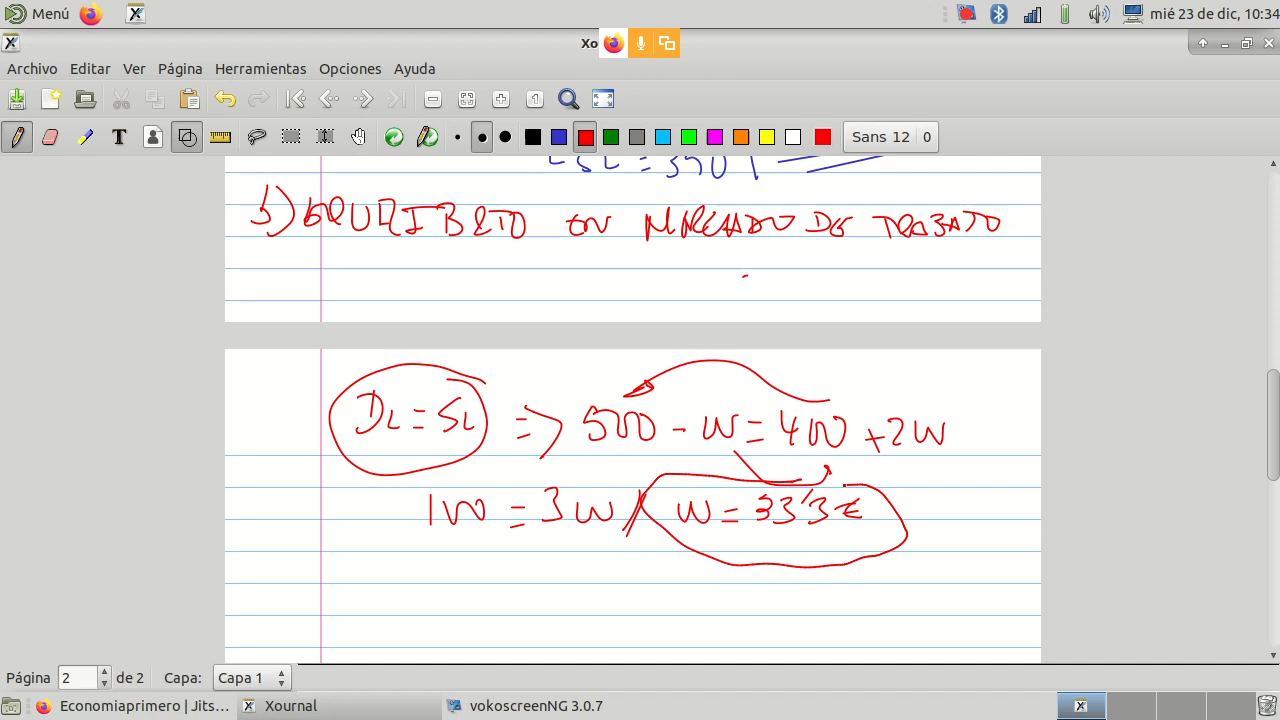 Menú
mié 23 de dic, 10:34
Xo
Archivo Editar Ver Página Herramientas Opciones Ayuda
Sans 12 0
b) EQUILIBRIO EN MERCADO DE TRABAJO
DL = SL => 500 - W = 400 + 2W
100 = 3W / W = 33'3 €
Página 2 de 2 Capa: Capa 1
Economiaprimero | Jits... Xournal vokoscreenNG 3.0.7